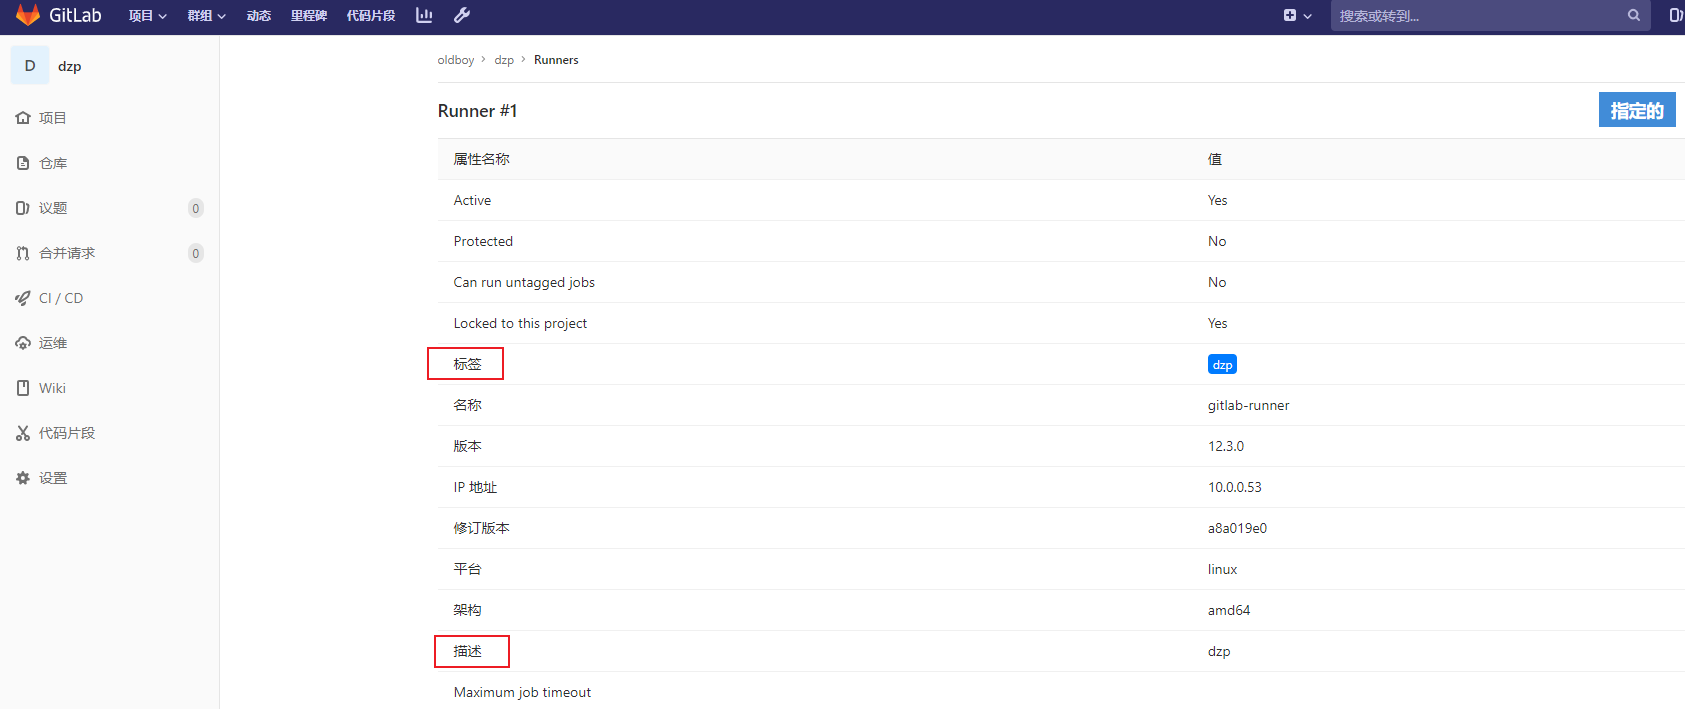 GitLab 项目 群组 动态 里程碑 代码片段 搜索或转到...
D dzp
项目
仓库
议题 0
合并请求 0
CI / CD
运维
Wiki
代码片段
设置
oldboy › dzp › Runners
Runner #1 指定的
属性名称 值
Active Yes
Protected No
Can run untagged jobs No
Locked to this project Yes
标签 dzp
名称 gitlab-runner
版本 12.3.0
IP 地址 10.0.0.53
修订版本 a8a019e0
平台 linux
架构 amd64
描述 dzp
Maximum job timeout